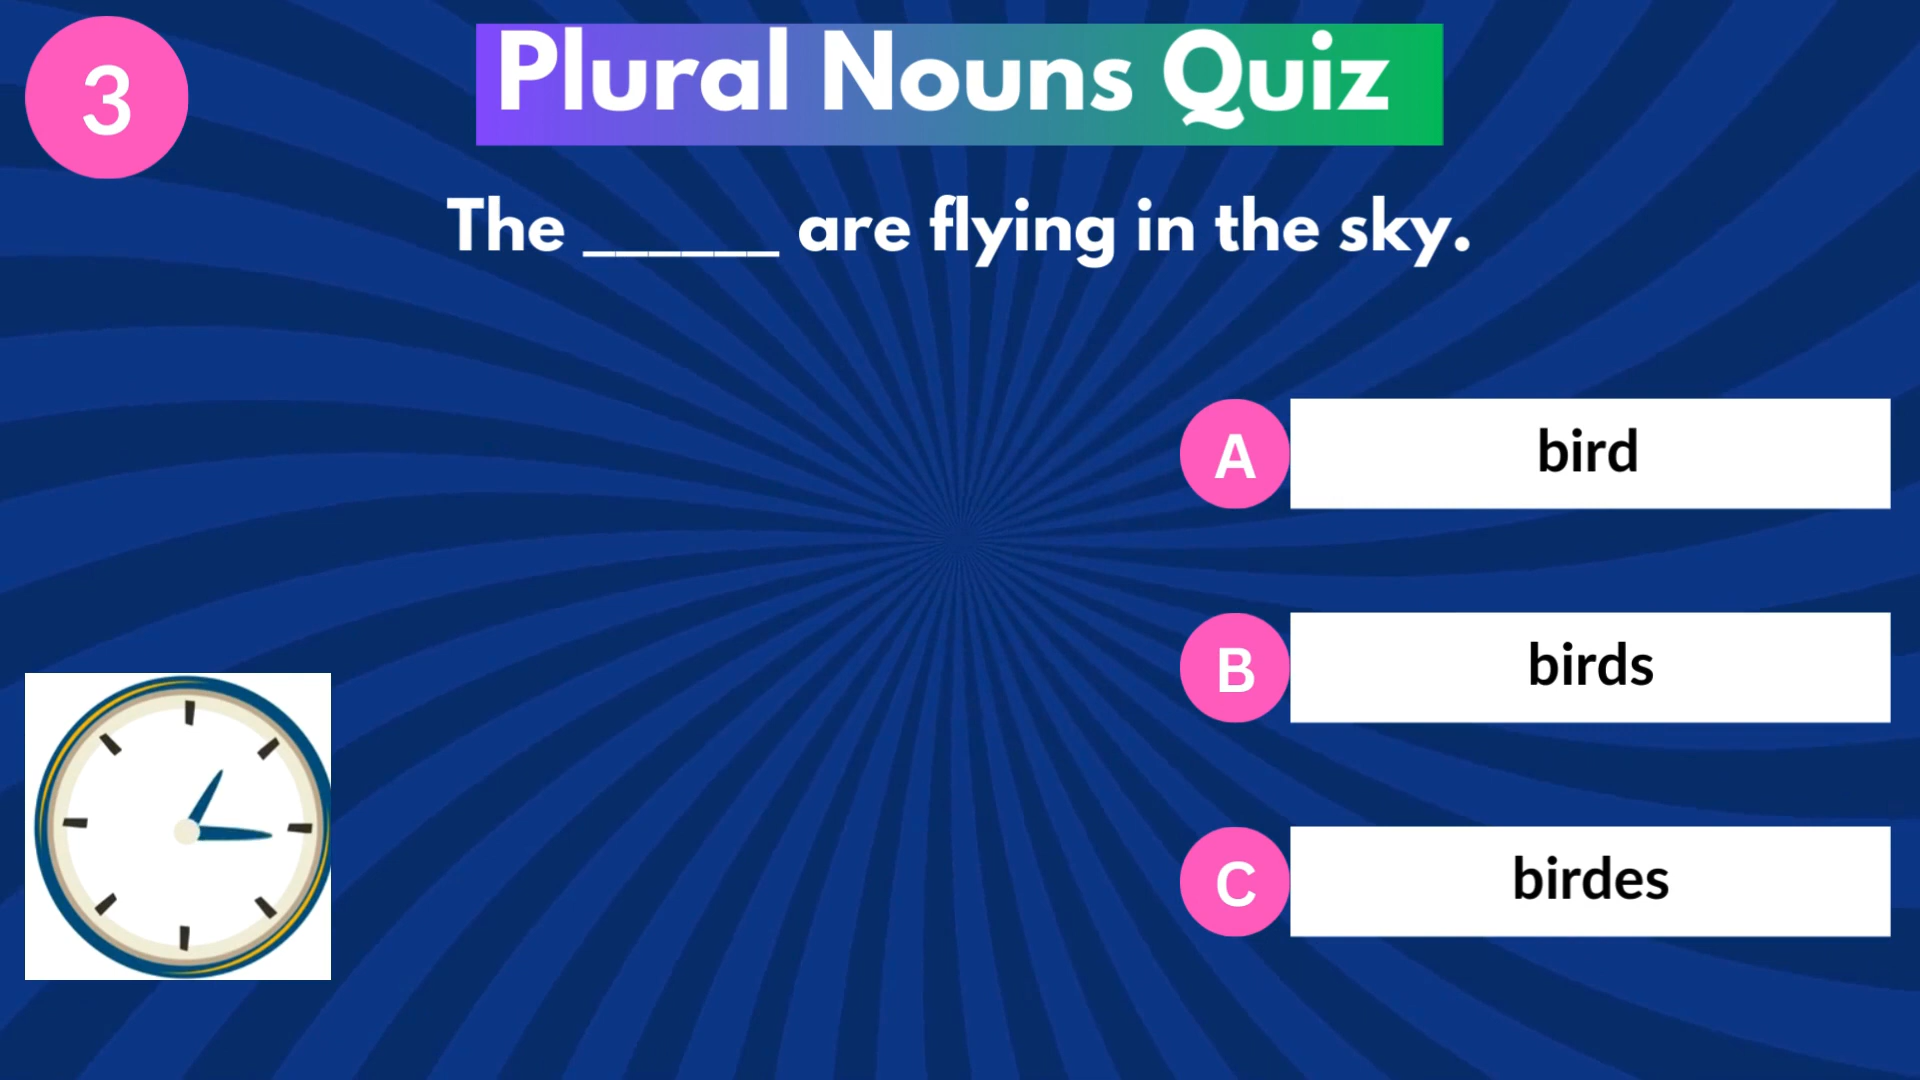 3
Plural Nouns Quiz
The ______ are flying in the sky.
A bird
B birds
C birdes